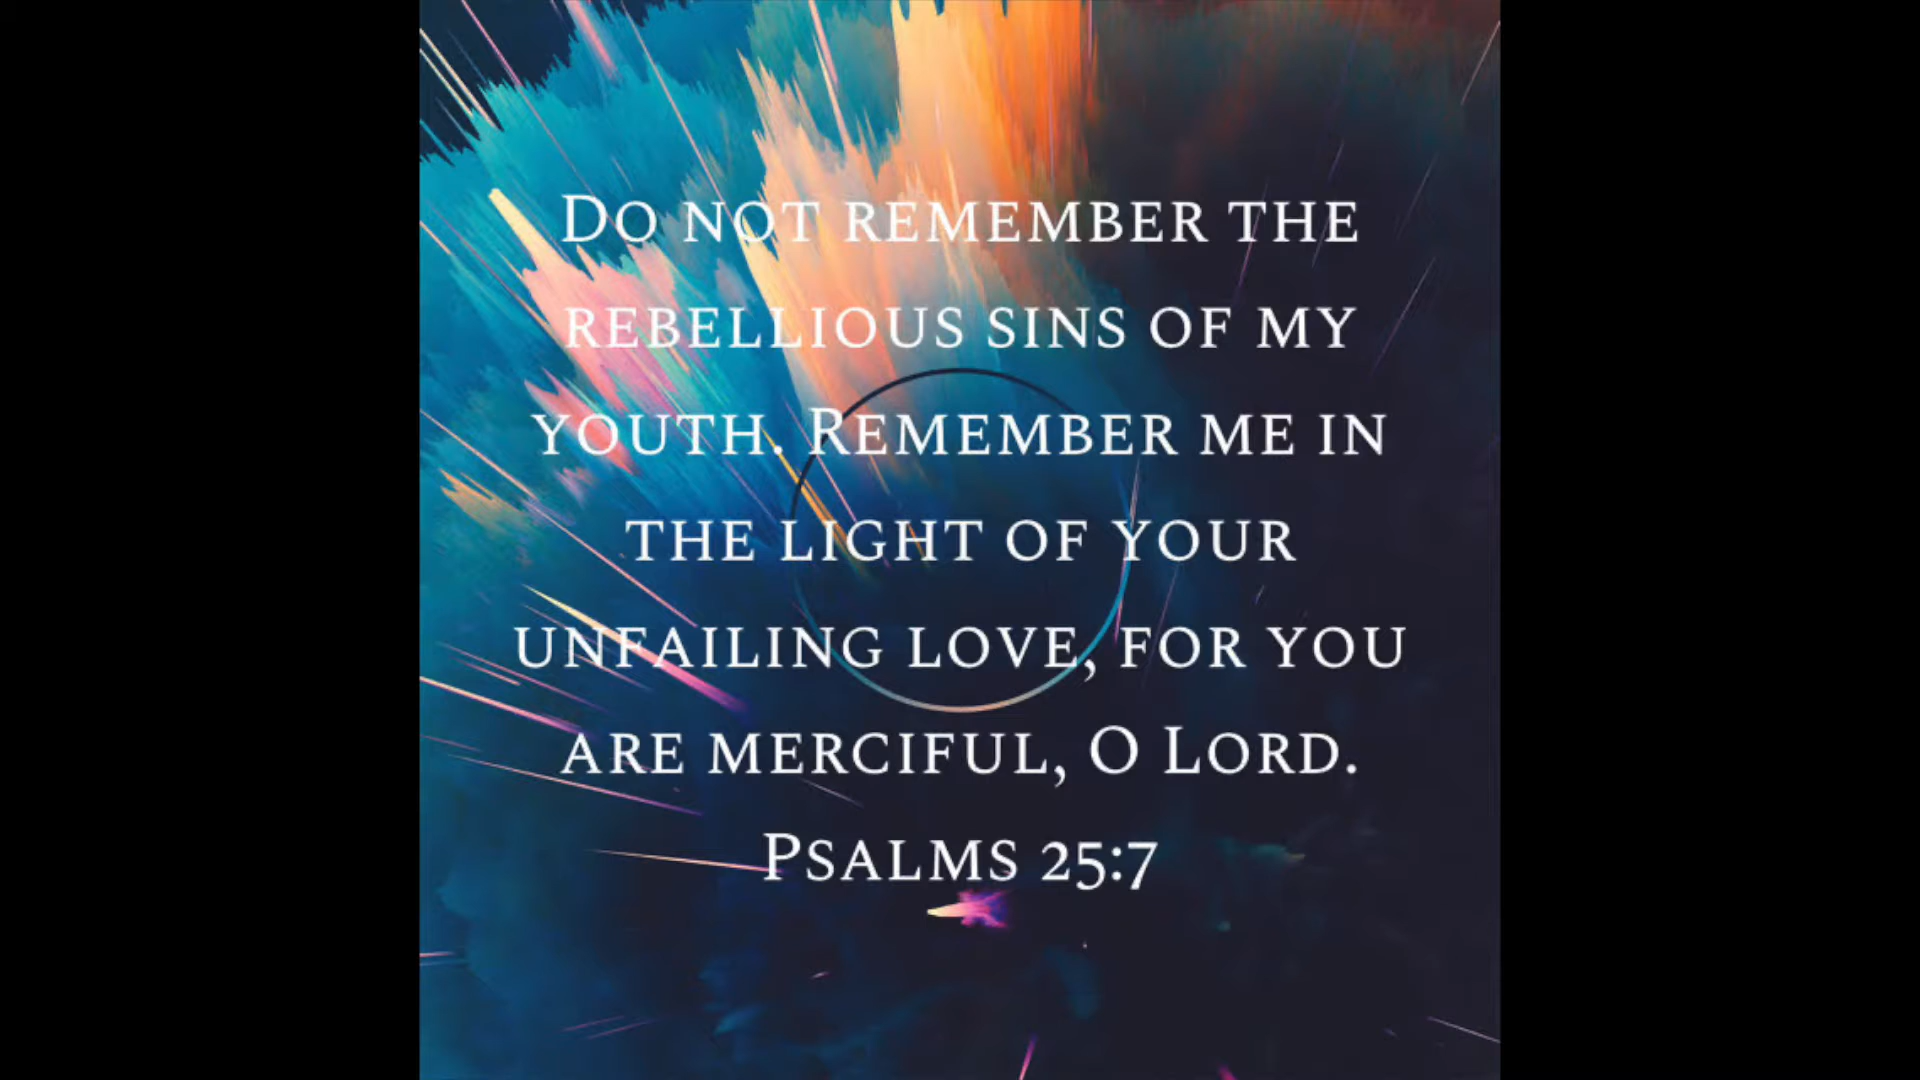 Do not remember the
rebellious sins of my
youth. Remember me in
the light of your
unfailing love, for you
are merciful, O Lord.
Psalms 25:7